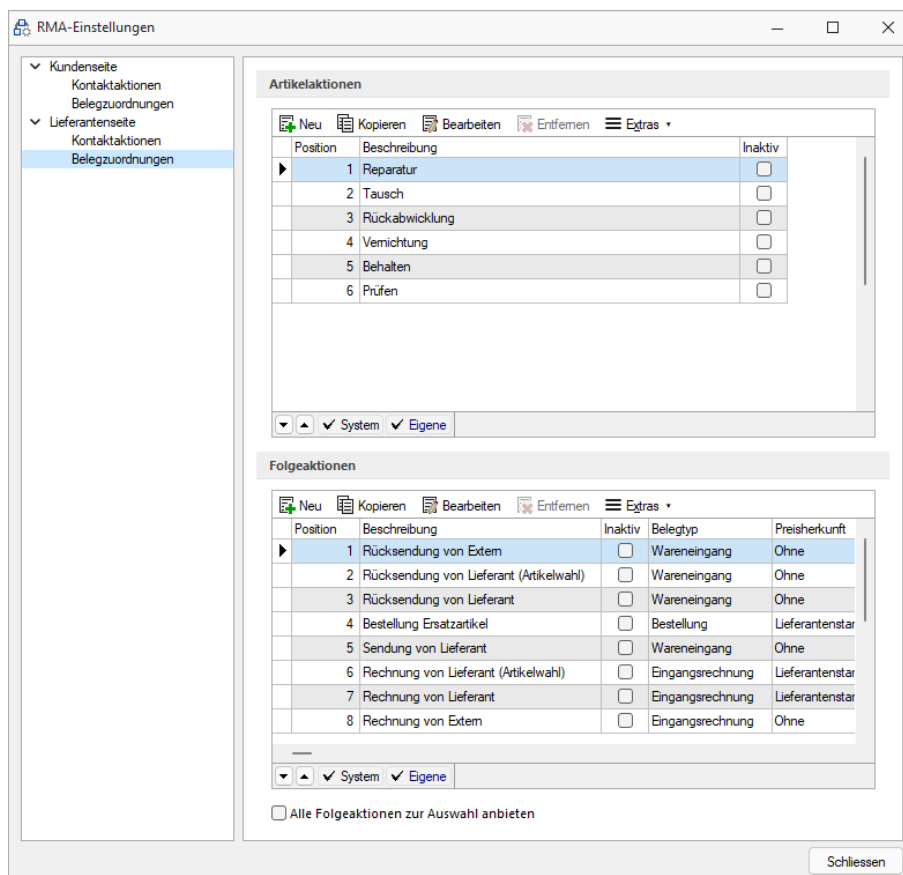 RMA-Einstellungen
Kundenseite
Kontaktaktionen
Belegzuordnungen
Lieferantenseite
Kontaktaktionen
Belegzuordnungen
Artikelaktionen
Neu Kopieren Bearbeiten Entfernen Extras
Position Beschreibung Inaktiv
1 Reparatur
2 Tausch
3 Rückabwicklung
4 Vernichtung
5 Behalten
6 Prüfen
System Eigene
Folgeaktionen
Neu Kopieren Bearbeiten Entfernen Extras
Position Beschreibung Inaktiv Belegtyp Preisherkunft
1 Rücksendung von Extern Wareneingang Ohne
2 Rücksendung von Lieferant (Artikelwahl) Wareneingang Ohne
3 Rücksendung von Lieferant Wareneingang Ohne
4 Bestellung Ersatzartikel Bestellung Lieferantenstar
5 Sendung von Lieferant Wareneingang Ohne
6 Rechnung von Lieferant (Artikelwahl) Eingangsrechnung Lieferantenstar
7 Rechnung von Lieferant Eingangsrechnung Lieferantenstar
8 Rechnung von Extern Eingangsrechnung Ohne
System Eigene
Alle Folgeaktionen zur Auswahl anbieten
Schliessen